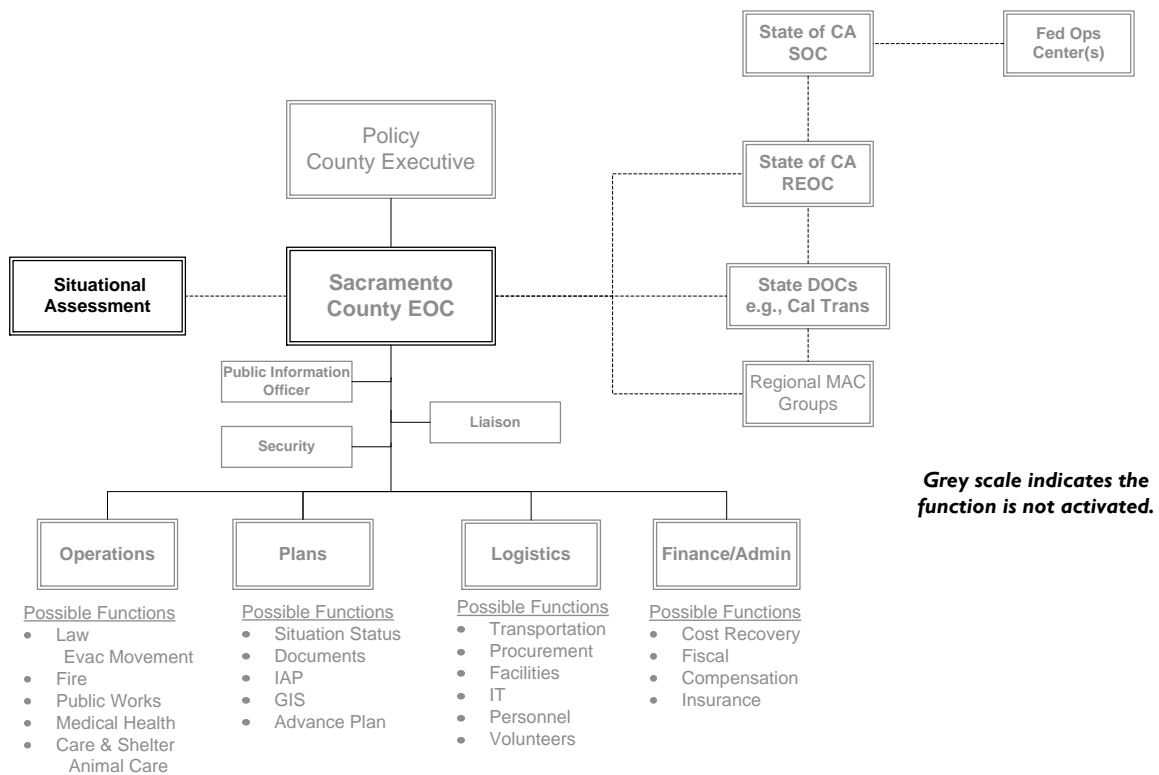 State of CA
SOC
Fed Ops
Center(s)
Policy
County Executive
State of CA
REOC
Situational
Assessment
Sacramento
County EOC
State DOCs
e.g., Cal Trans
Public Information
Officer
Regional MAC
Groups
Liaison
Security
Grey scale indicates the
function is not activated.
Operations
Possible Functions
• Law
Evac Movement
• Fire
• Public Works
• Medical Health
• Care & Shelter
Animal Care
Plans
Possible Functions
• Situation Status
• Documents
• IAP
• GIS
• Advance Plan
Logistics
Possible Functions
• Transportation
• Procurement
• Facilities
• IT
• Personnel
• Volunteers
Finance/Admin
Possible Functions
• Cost Recovery
• Fiscal
• Compensation
• Insurance